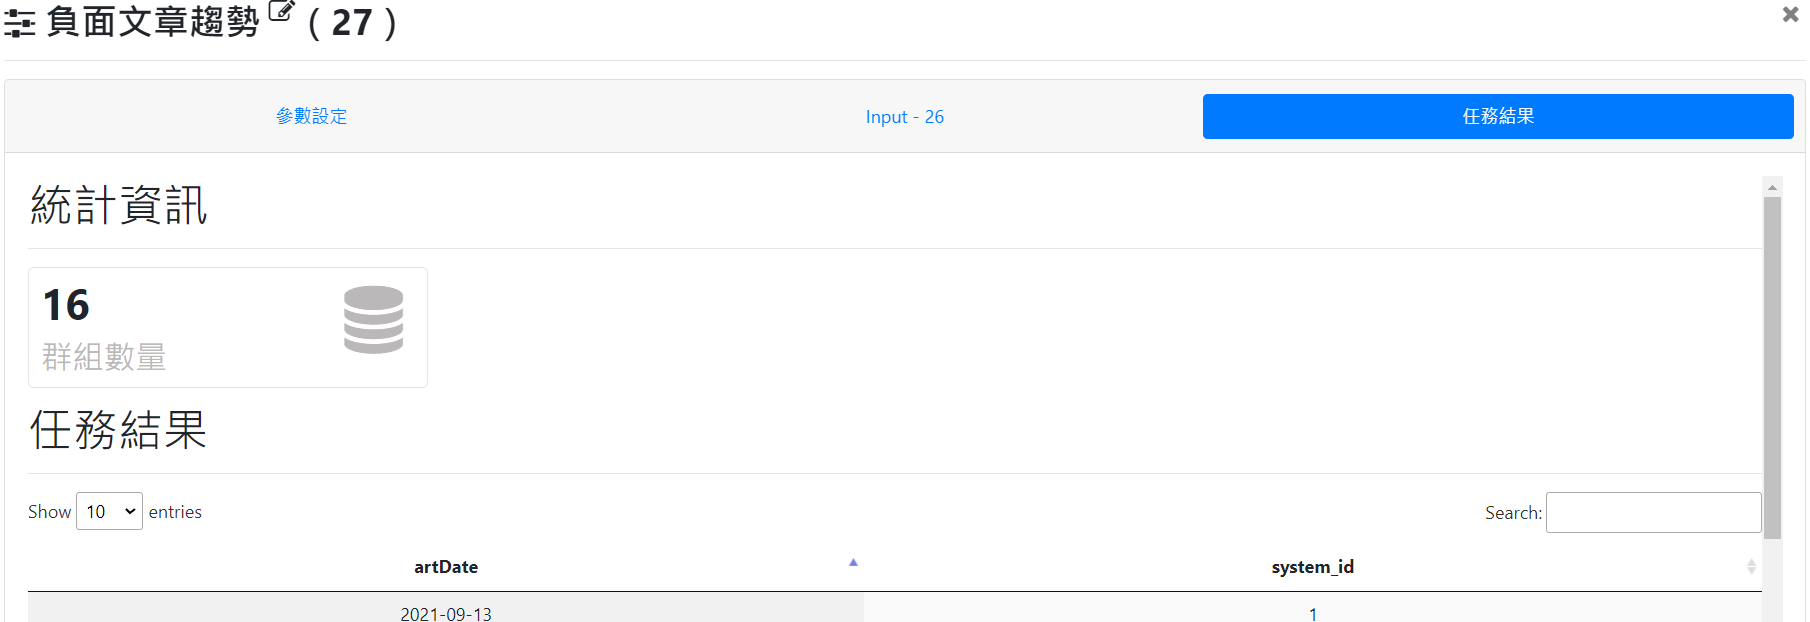 負面文章趨勢 ( 27 )
參數設定
Input - 26
任務結果
統計資訊
16
群組數量
任務結果
Show 10 entries
Search:
artDate
system_id
2021-09-13
1